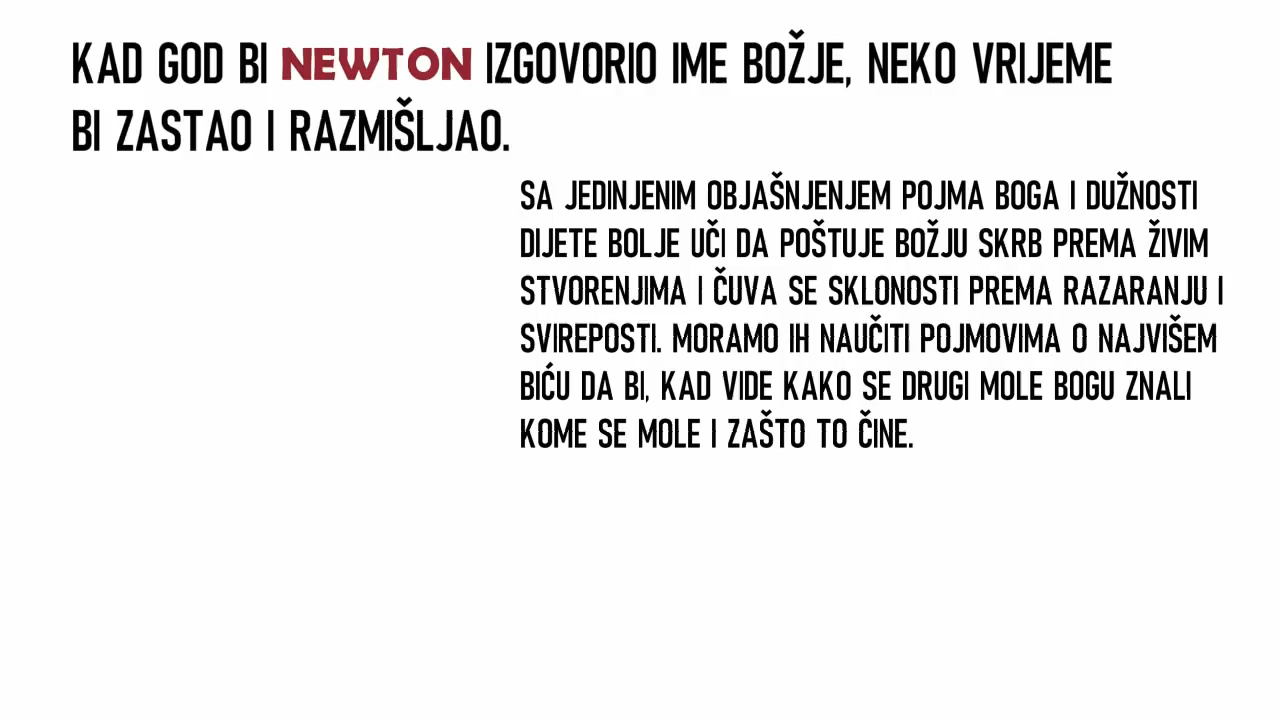 KAD GOD BI NEWTON IZGOVORIO IME BOŽJE, NEKO VRIJEME
BI ZASTAO I RAZMIŠLJAO.
SA JEDINJENIM OBJAŠNJENJEM POJMA BOGA I DUŽNOSTI
DIJETE BOLJE UČI DA POŠTUJE BOŽJU SKRB PREMA ŽIVIM
STVORENJIMA I ČUVA SE SKLONOSTI PREMA RAZARANJU I
SVIREPOSTI. MORAMO IH NAUČITI POJMOVIMA O NAJVIŠEM
BIĆU DA BI, KAD VIDE KAKO SE DRUGI MOLE BOGU ZNALI
KOME SE MOLE I ZAŠTO TO ČINE.